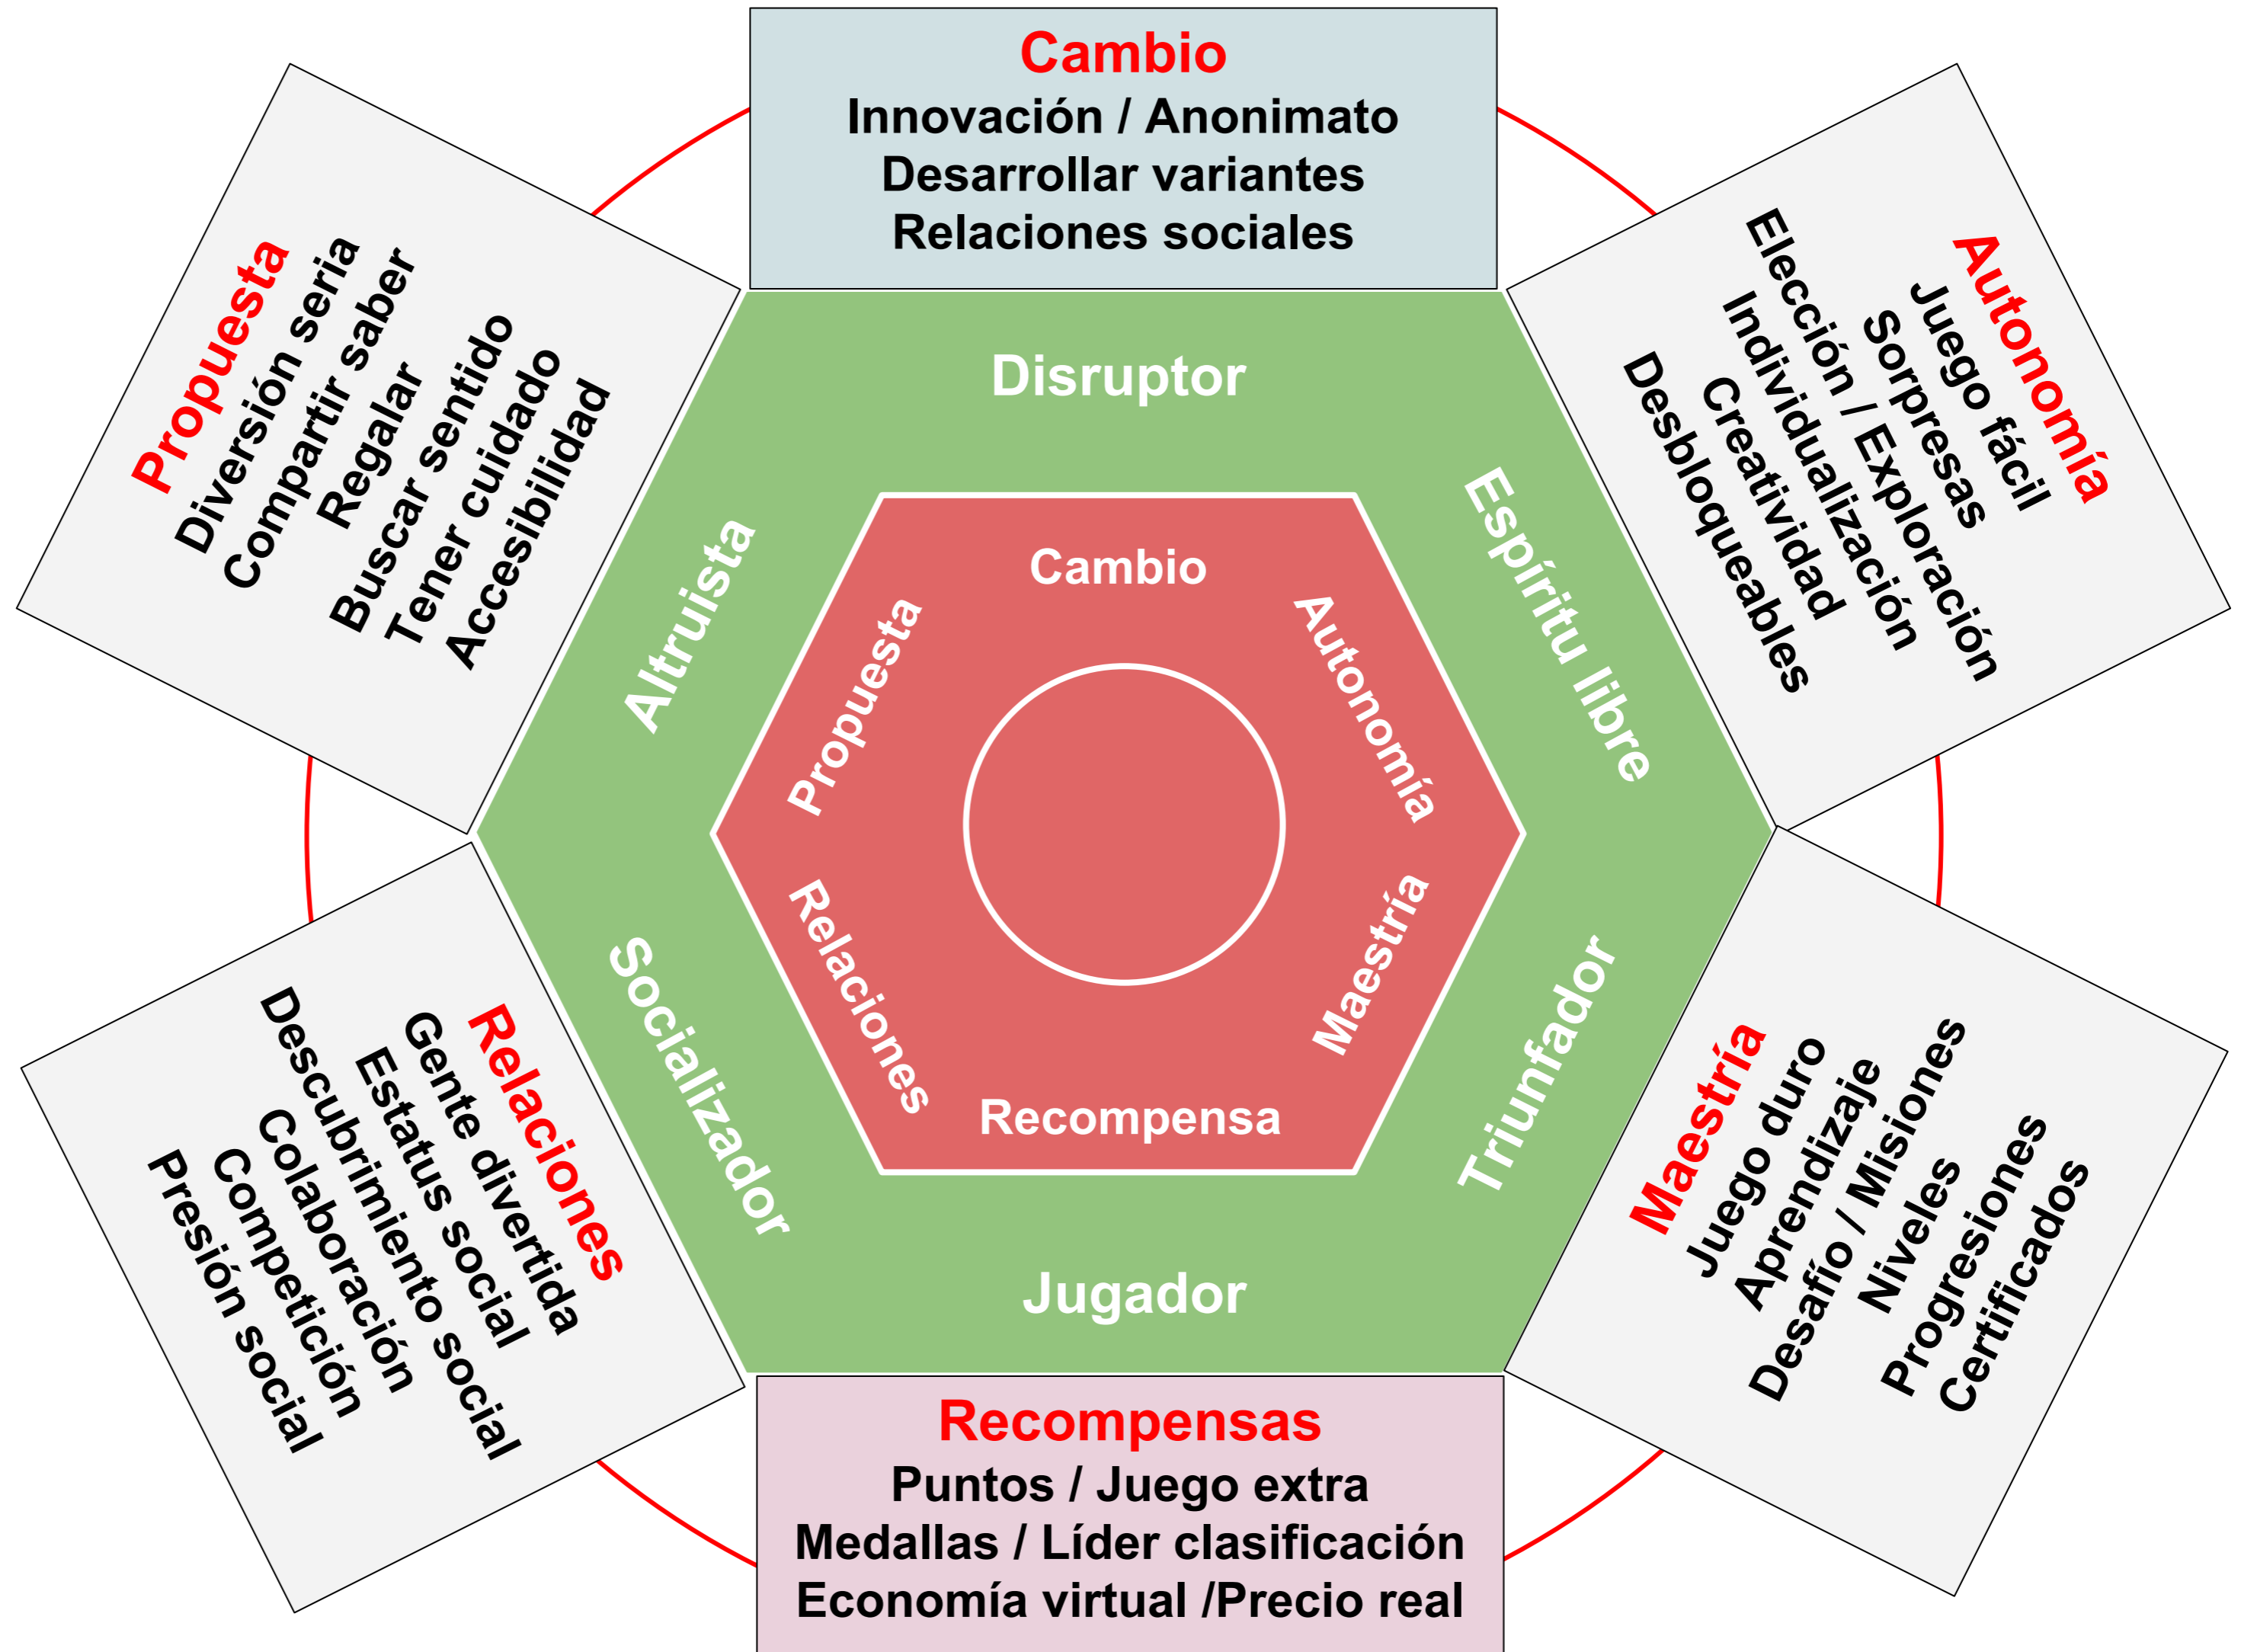 Cambio
Innovación / Anonimato
Desarrollar variantes
Relaciones sociales
Propuesta
Diversión seria
Compartir saber
Regalar
Buscar sentido
Tener cuidado
Accesibilidad
Autonomía
Juego fácil
Sorpresas
Elección / Exploración
Individualización
Creatividad
Desbloqueables
Disruptor
Altruista
Espíritu llibre
Cambio
Propuesta
Autonomía
Relaciones
Maestría
Recompensa
Socializador
Triunfador
Jugador
Relaciones
Gente divertida
Estatus social
Descubrimiento social
Colaboración
Competición
Presión social
Maestría
Juego duro
Aprendizaje
Desafío / Misiones
Niveles
Progresiones
Certificados
Recompensas
Puntos / Juego extra
Medallas / Líder clasificación
Economía virtual /Precio real